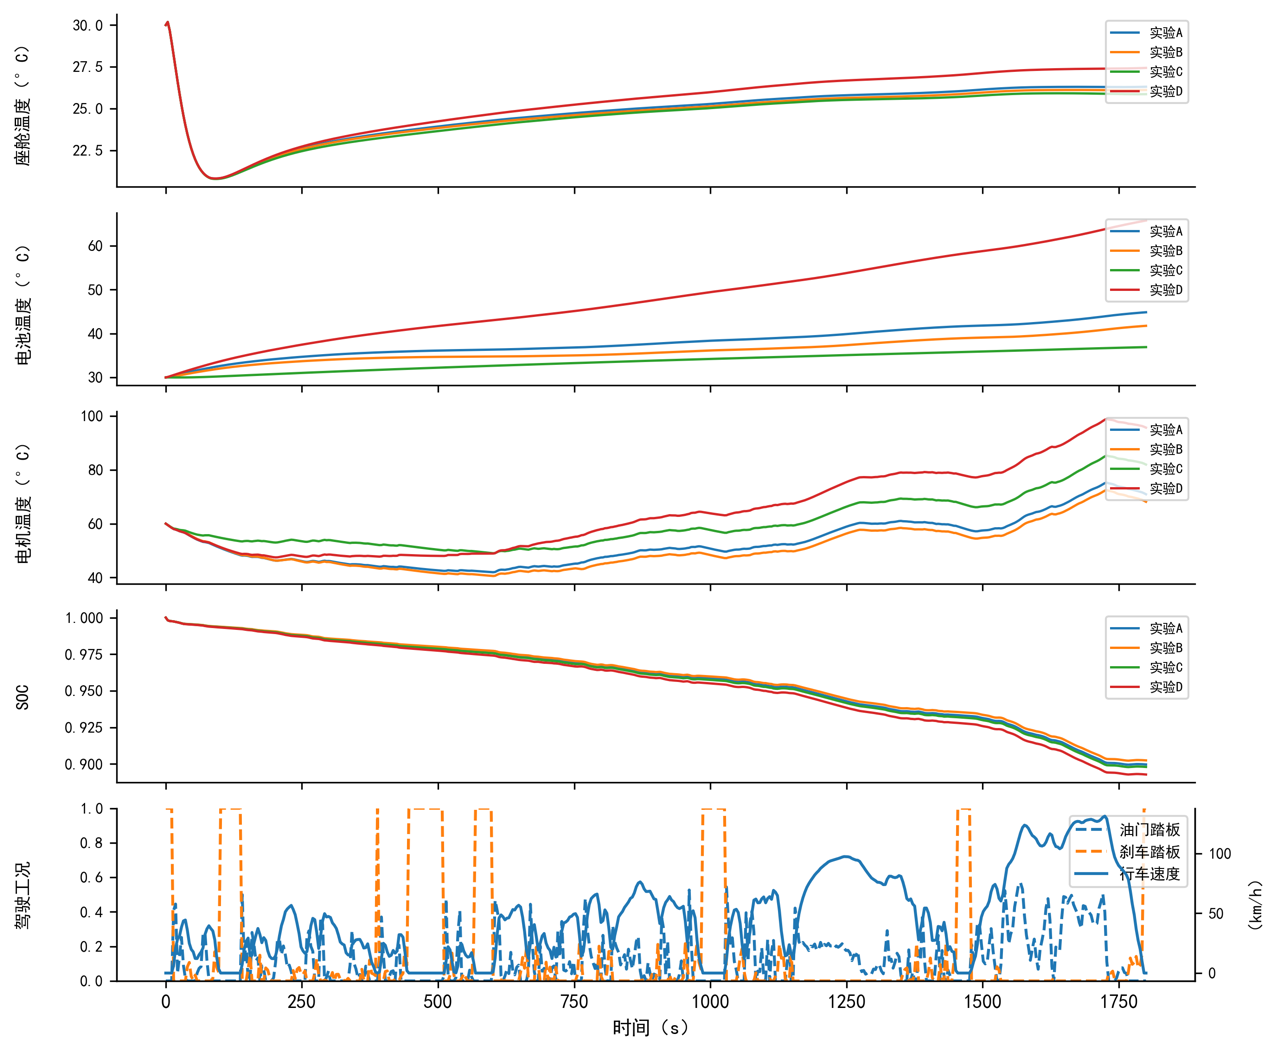 座舱温度（°C）
30.0
27.5
25.0
22.5
实验A
实验B
实验C
实验D
电池温度（°C）
60
50
40
30
实验A
实验B
实验C
实验D
电机温度（°C）
100
80
60
40
实验A
实验B
实验C
实验D
SOC
1.000
0.975
0.950
0.925
0.900
实验A
实验B
实验C
实验D
驾驶工况
1.0
0.8
0.6
0.4
0.2
0.0
油门踏板
刹车踏板
行车速度
100
50
0
（km/h）
0
250
500
750
1000
1250
1500
1750
时间（s）